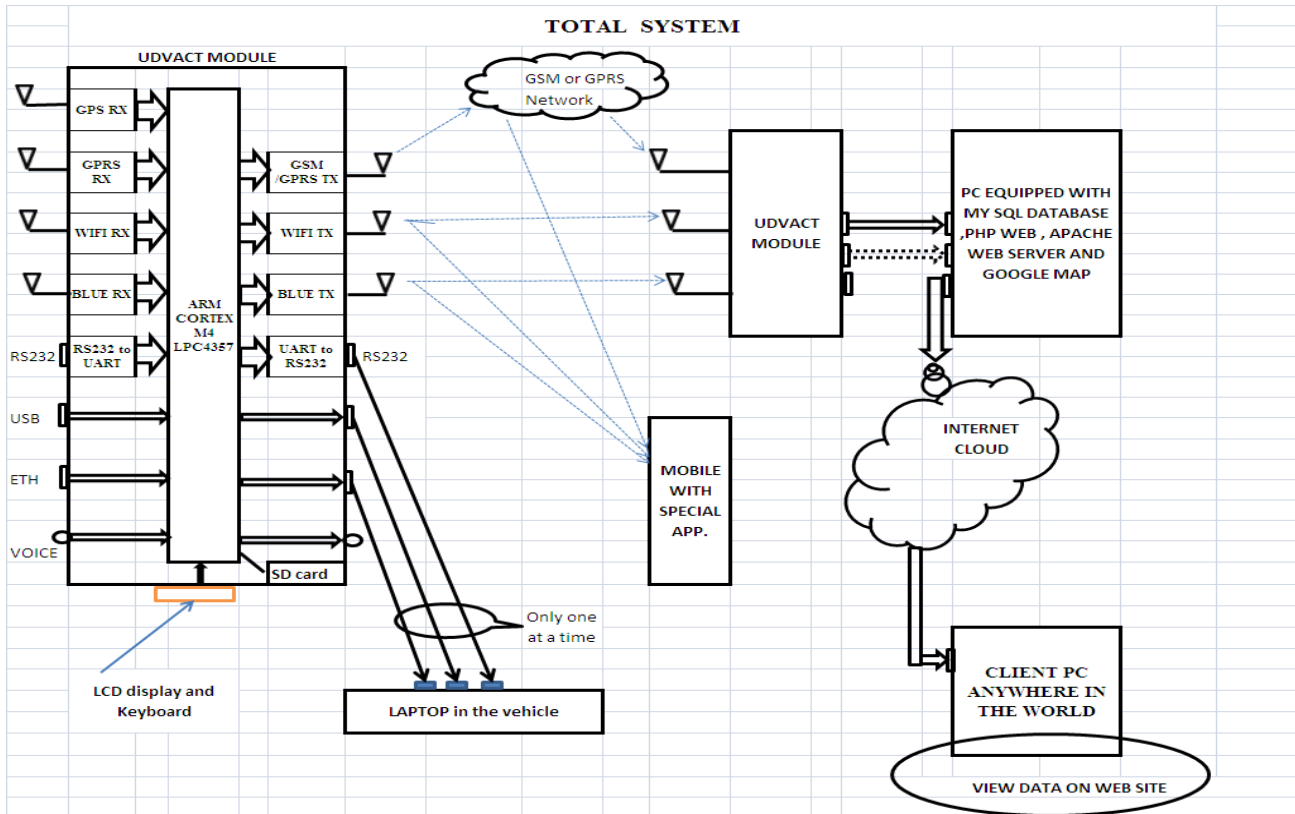 TOTAL SYSTEM
UDVACT MODULE
GPS RX
GPRS
RX
WIFI RX
BLUE RX
RS232 to
UART
RS232
USB
ETH
VOICE
ARM
CORTEX
M4
LPC4357
GSM
/GPRS TX
WIFI TX
BLUE TX
UART to
RS232
RS232
SD card
LCD display and
Keyboard
GSM or GPRS
Network
Only one
at a time
LAPTOP in the vehicle
MOBILE
WITH
SPECIAL
APP.
UDVACT
MODULE
PC EQUIPPED WITH
MY SQL DATABASE
,PHP WEB , APACHE
WEB SERVER AND
GOOGLE MAP
INTERNET
CLOUD
CLIENT PC
ANYWHERE IN
THE WORLD
VIEW DATA ON WEB SITE